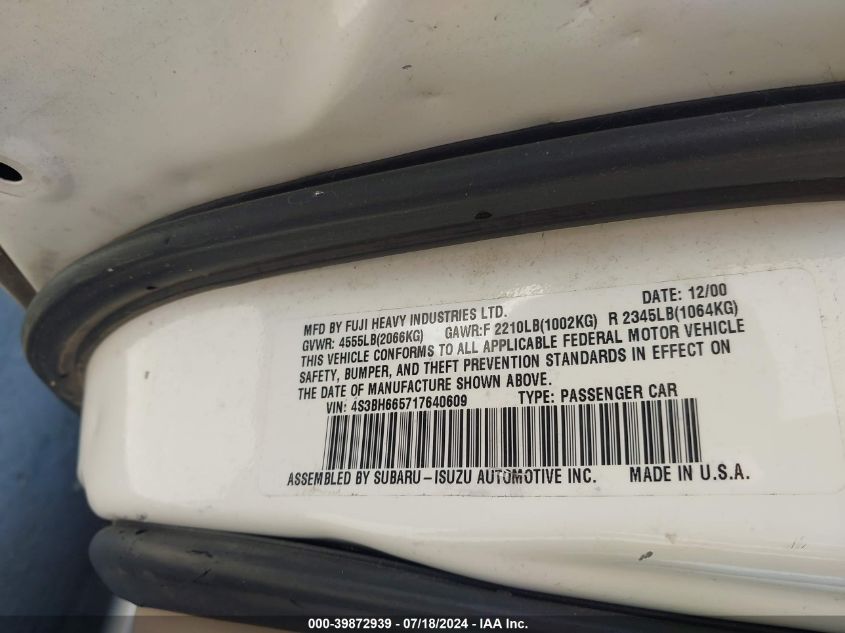 MFD BY FUJI HEAVY INDUSTRIES LTD. DATE: 12/00
GVWR: 4555LB(2066KG) GAWR:F 2210LB(1002KG) R 2345LB(1064KG)
THIS VEHICLE CONFORMS TO ALL APPLICABLE FEDERAL MOTOR VEHICLE
SAFETY, BUMPER, AND THEFT PREVENTION STANDARDS IN EFFECT ON
THE DATE OF MANUFACTURE SHOWN ABOVE.
VIN: 4S3BH665717640609 TYPE: PASSENGER CAR
ASSEMBLED BY SUBARU-ISUZU AUTOMOTIVE INC. MADE IN U.S.A.
000-39872939 / 07/18/2024 - IAA Inc.